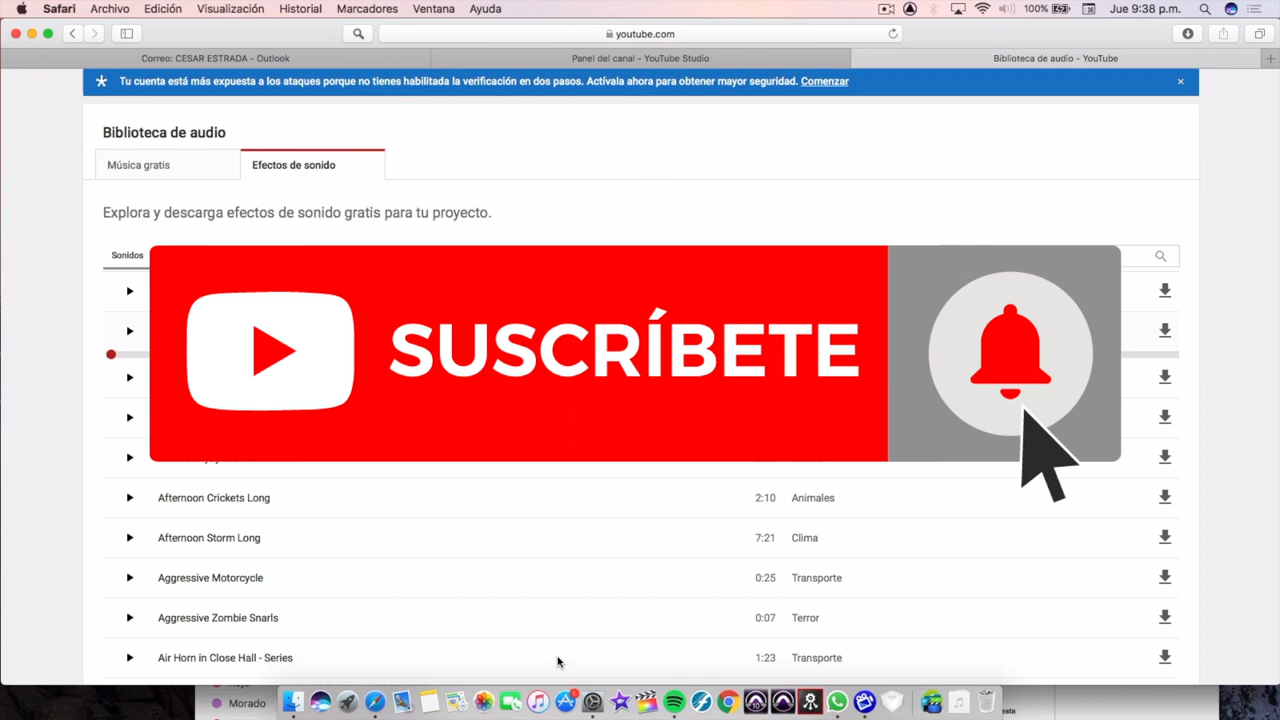 Safari Archivo Edición Visualización Historial Marcadores Ventana Ayuda 100% Jue 9:38 p.m.
youtube.com
Correo: CESAR ESTRADA - Outlook Panel del canal - YouTube Studio Biblioteca de audio - YouTube
Tu cuenta está más expuesta a los ataques porque no tienes habilitada la verificación en dos pasos. Actívala ahora para obtener mayor seguridad. Comenzar
Biblioteca de audio
Música gratis Efectos de sonido
Explora y descarga efectos de sonido gratis para tu proyecto.
Sonidos
SUSCRÍBETE
Afternoon Crickets Long 2:10 Animales
Afternoon Storm Long 7:21 Clima
Aggressive Motorcycle 0:25 Transporte
Aggressive Zombie Snarls 0:07 Terror
Air Horn in Close Hall - Series 1:23 Transporte
Morado